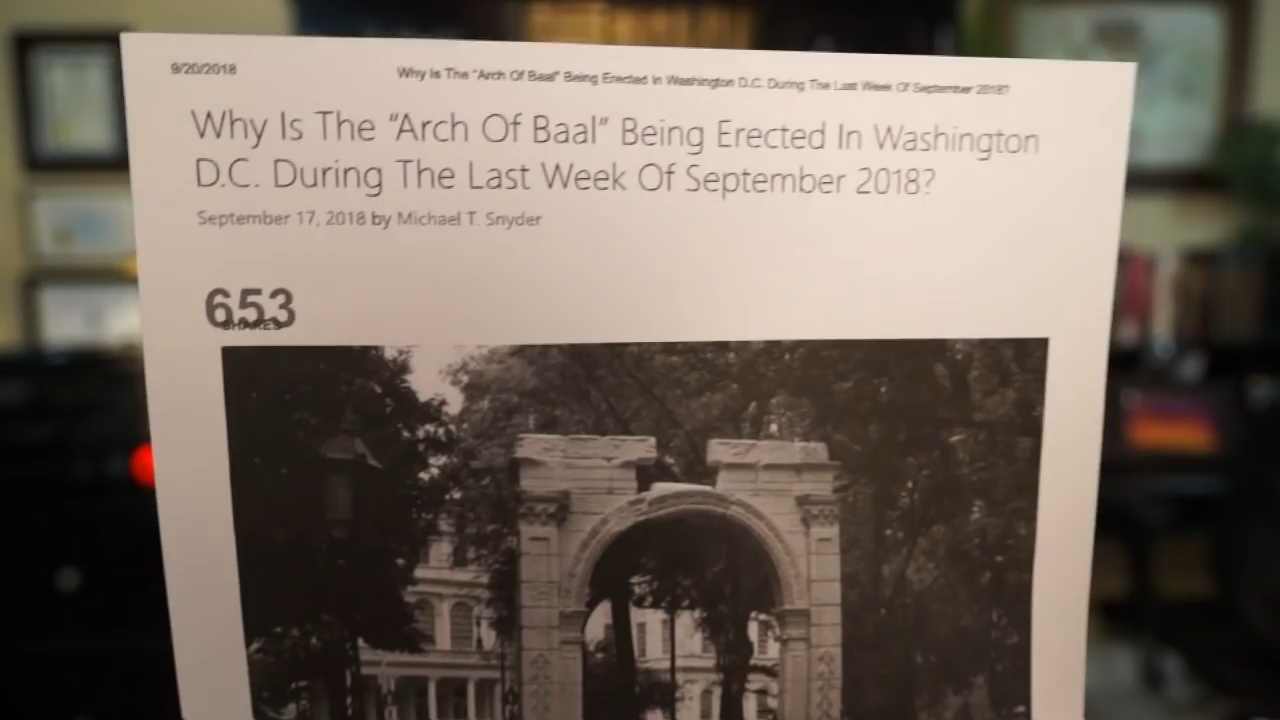 9/20/2018
Why Is The "Arch Of Baal" Being Erected In Washington D.C. During The Last Week Of September 2018?
Why Is The “Arch Of Baal” Being Erected In Washington
D.C. During The Last Week Of September 2018?
September 17, 2018 by Michael T. Snyder
653
SHARES